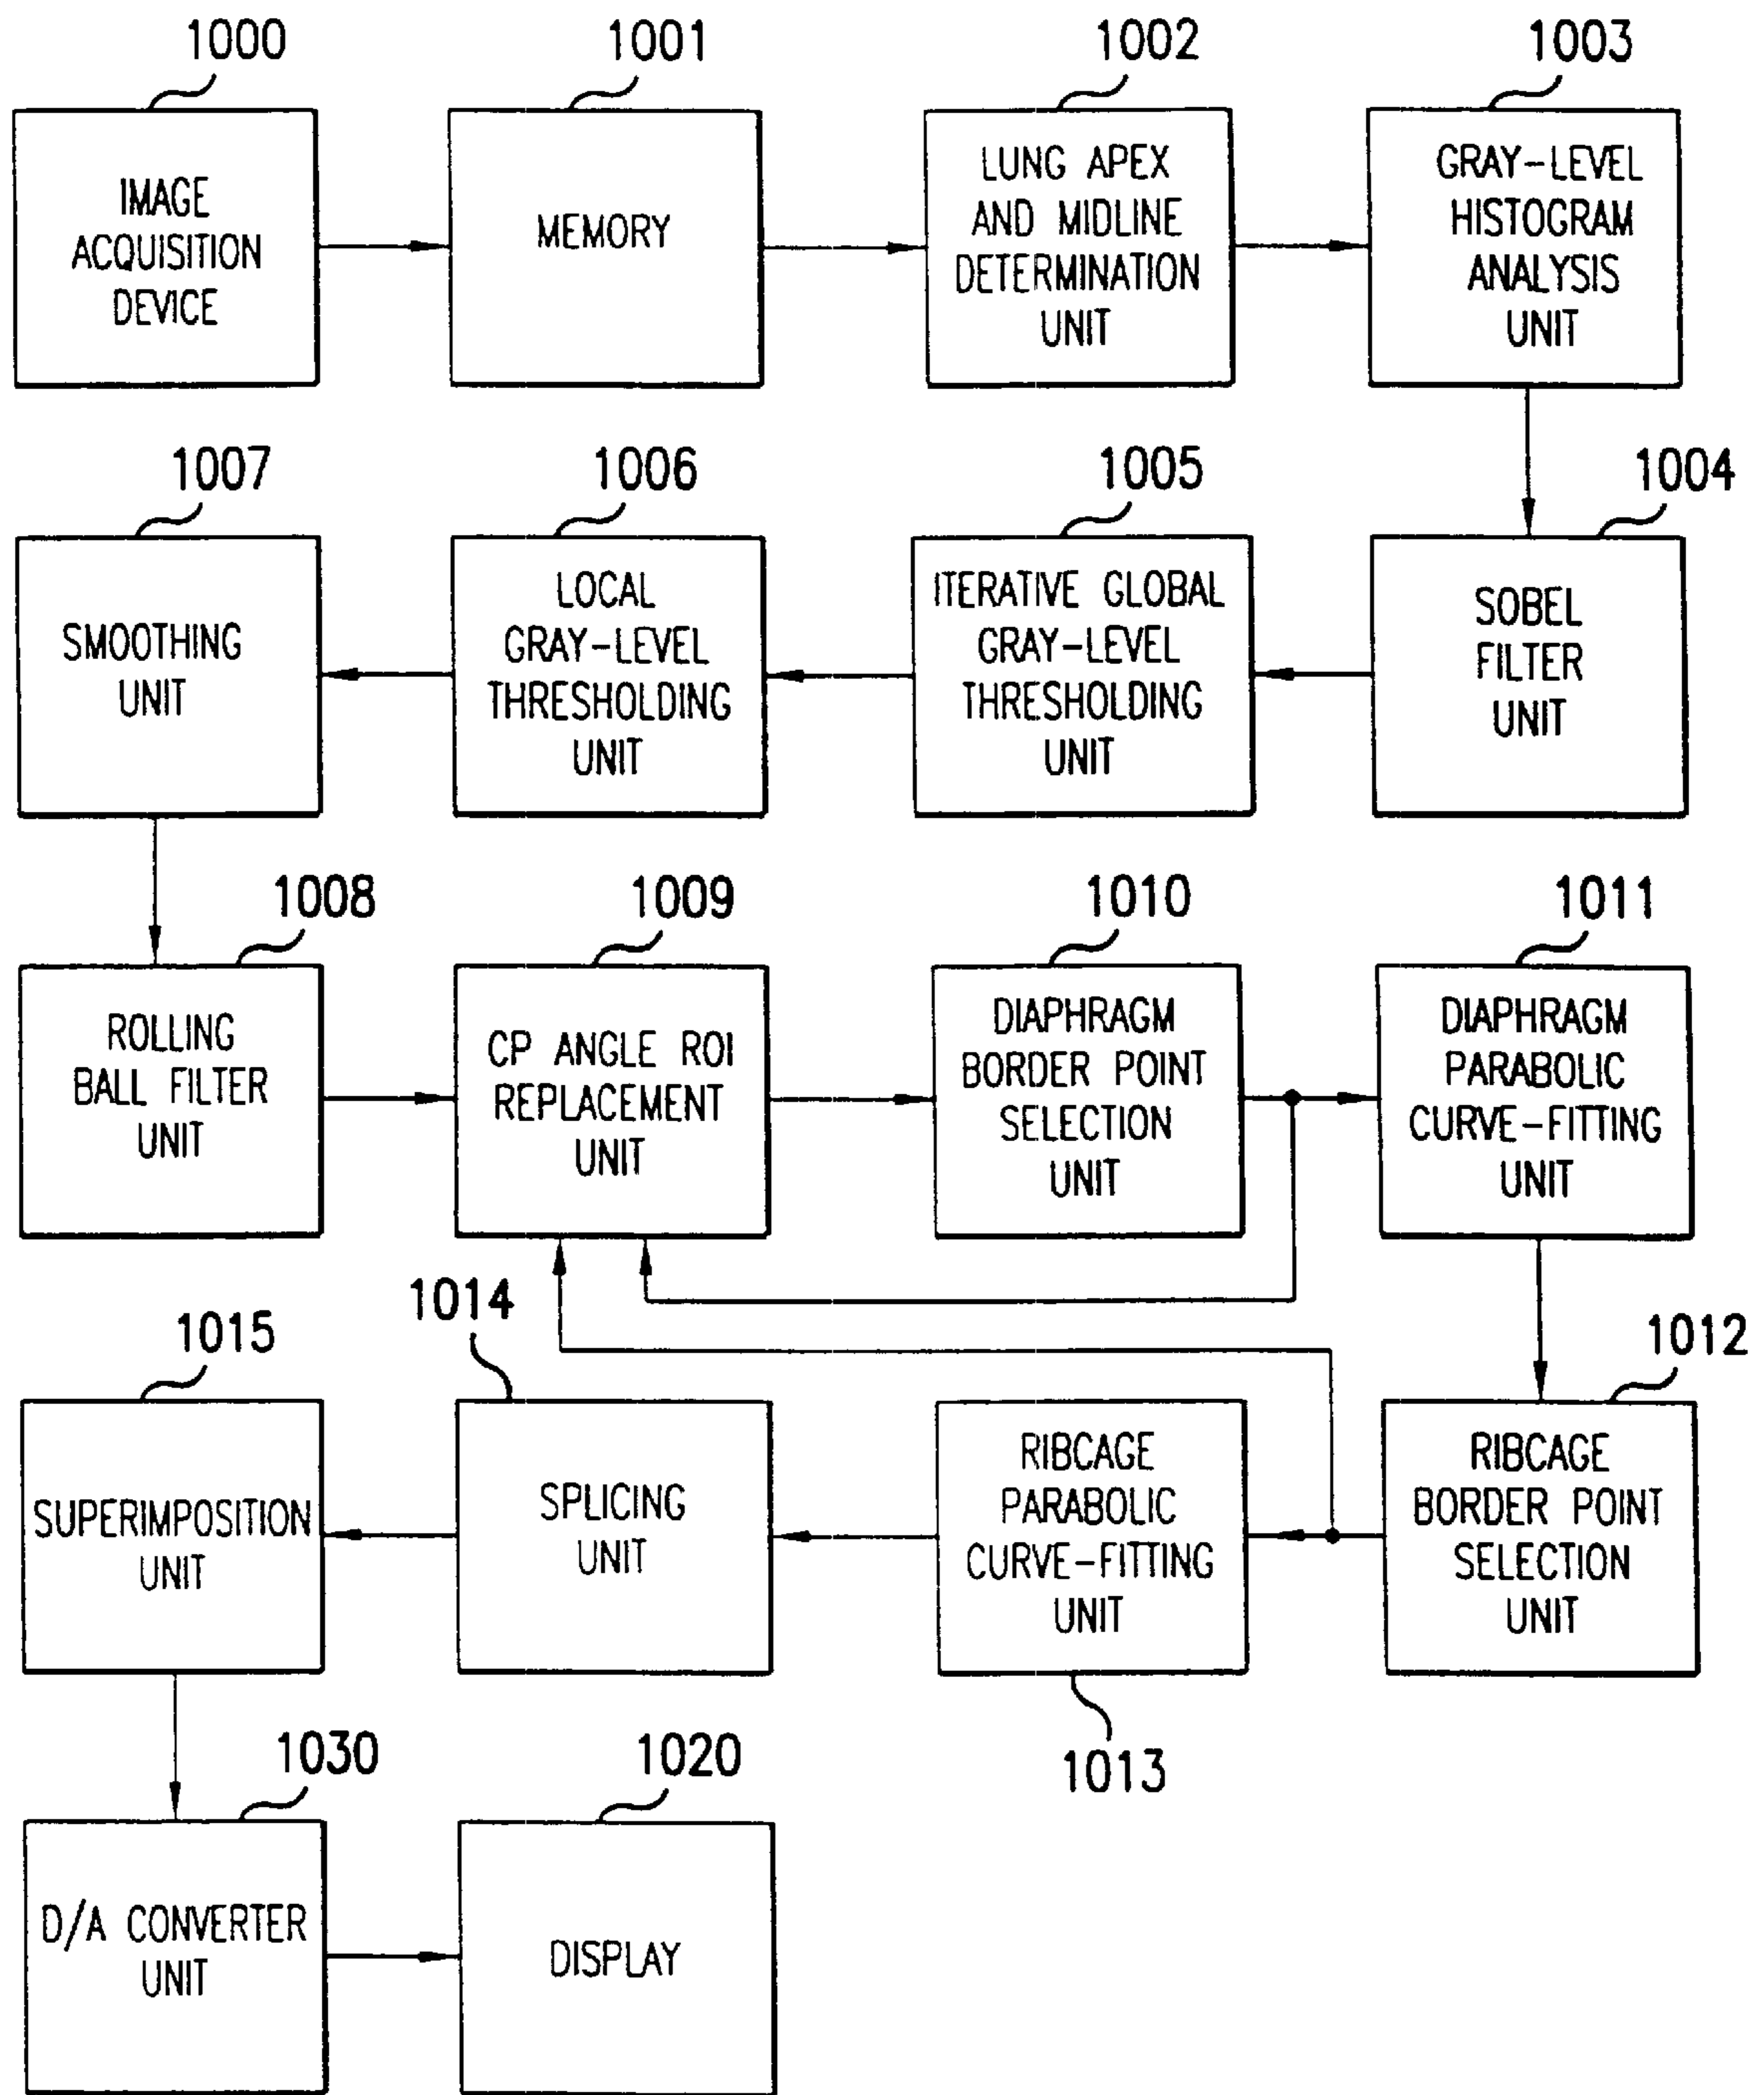 1000
1001
1002
1003
IMAGE
ACQUISITION
DEVICE
MEMORY
LUNG APEX
AND MIDLINE
DETERMINATION
UNIT
GRAY-LEVEL
HISTOGRAM
ANALYSIS
UNIT
1007
1006
1005
1004
SMOOTHING
UNIT
LOCAL
GRAY-LEVEL
THRESHOLDING
UNIT
ITERATIVE GLOBAL
GRAY-LEVEL
THRESHOLDING
UNIT
SOBEL
FILTER
UNIT
1008
1009
1010
1011
ROLLING
BALL FILTER
UNIT
CP ANGLE ROI
REPLACEMENT
UNIT
DIAPHRAGM
BORDER POINT
SELECTION
UNIT
DIAPHRAGM
PARABOLIC
CURVE-FITTING
UNIT
1015
1014
1012
SUPERIMPOSITION
UNIT
SPLICING
UNIT
RIBCAGE
PARABOLIC
CURVE-FITTING
UNIT
RIBCAGE
BORDER POINT
SELECTION
UNIT
1013
1030
1020
D/A CONVERTER
UNIT
DISPLAY